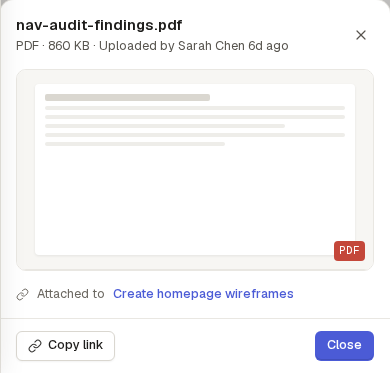 nav-audit-findings.pdf
PDF · 860 KB · Uploaded by Sarah Chen 6d ago
PDF
Attached to Create homepage wireframes
Copy link
Close